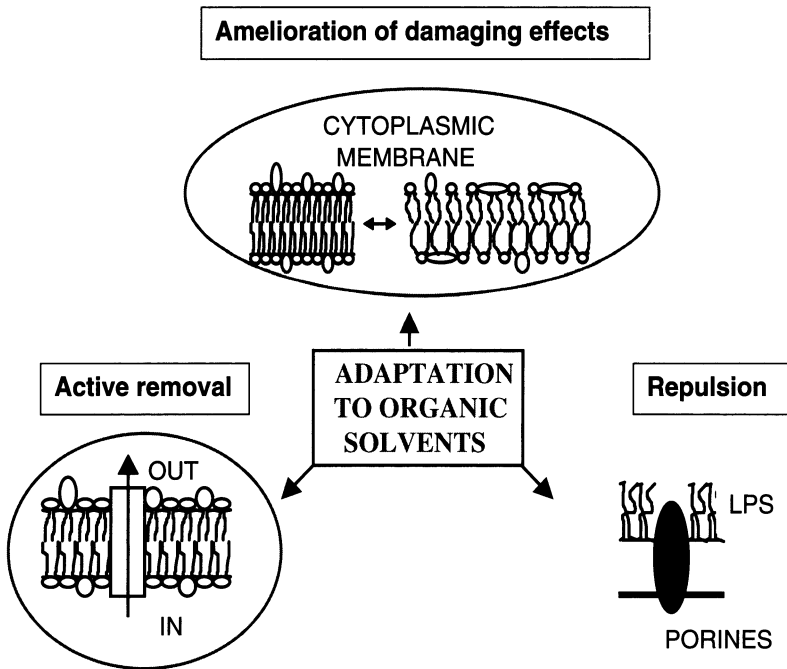 Amelioration of damaging effects
CYTOPLASMIC
MEMBRANE
ADAPTATION
TO ORGANIC
SOLVENTS
Active removal
OUT
IN
Repulsion
LPS
PORINES